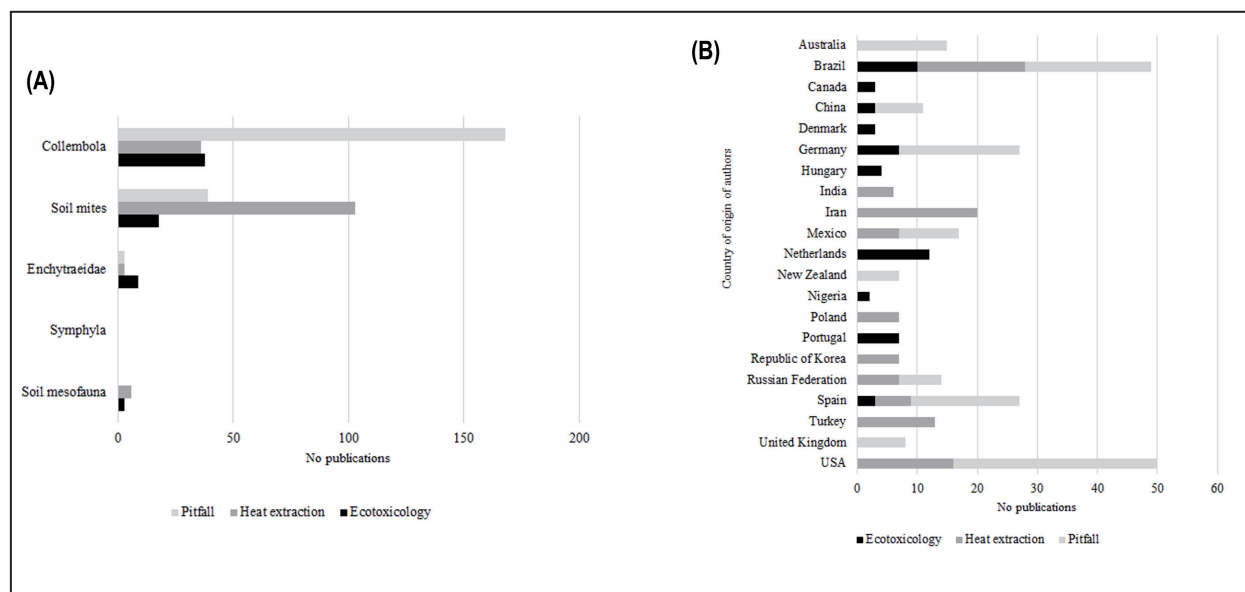 (A)
Collembola
Soil mites
Enchytraeidae
Symphyla
Soil mesofauna
0 50 100 150 200
No publications
Pitfall Heat extraction Ecotoxicology
(B)
Country of origin of authors
Australia
Brazil
Canada
China
Denmark
Germany
Hungary
India
Iran
Mexico
Netherlands
New Zealand
Nigeria
Poland
Portugal
Republic of Korea
Russian Federation
Spain
Turkey
United Kingdom
USA
0 10 20 30 40 50 60
No publications
Ecotoxicology Heat extraction Pitfall